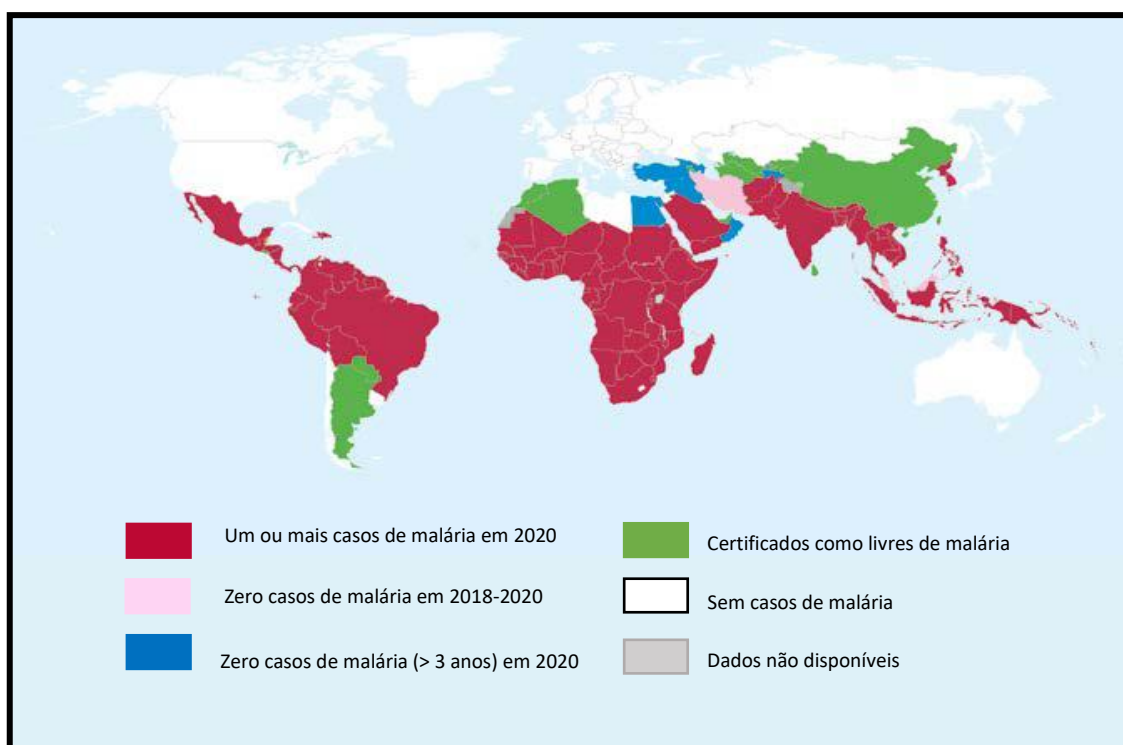 Um ou mais casos de malária em 2020
Zero casos de malária em 2018-2020
Zero casos de malária (> 3 anos) em 2020
Certificados como livres de malária
Sem casos de malária
Dados não disponíveis